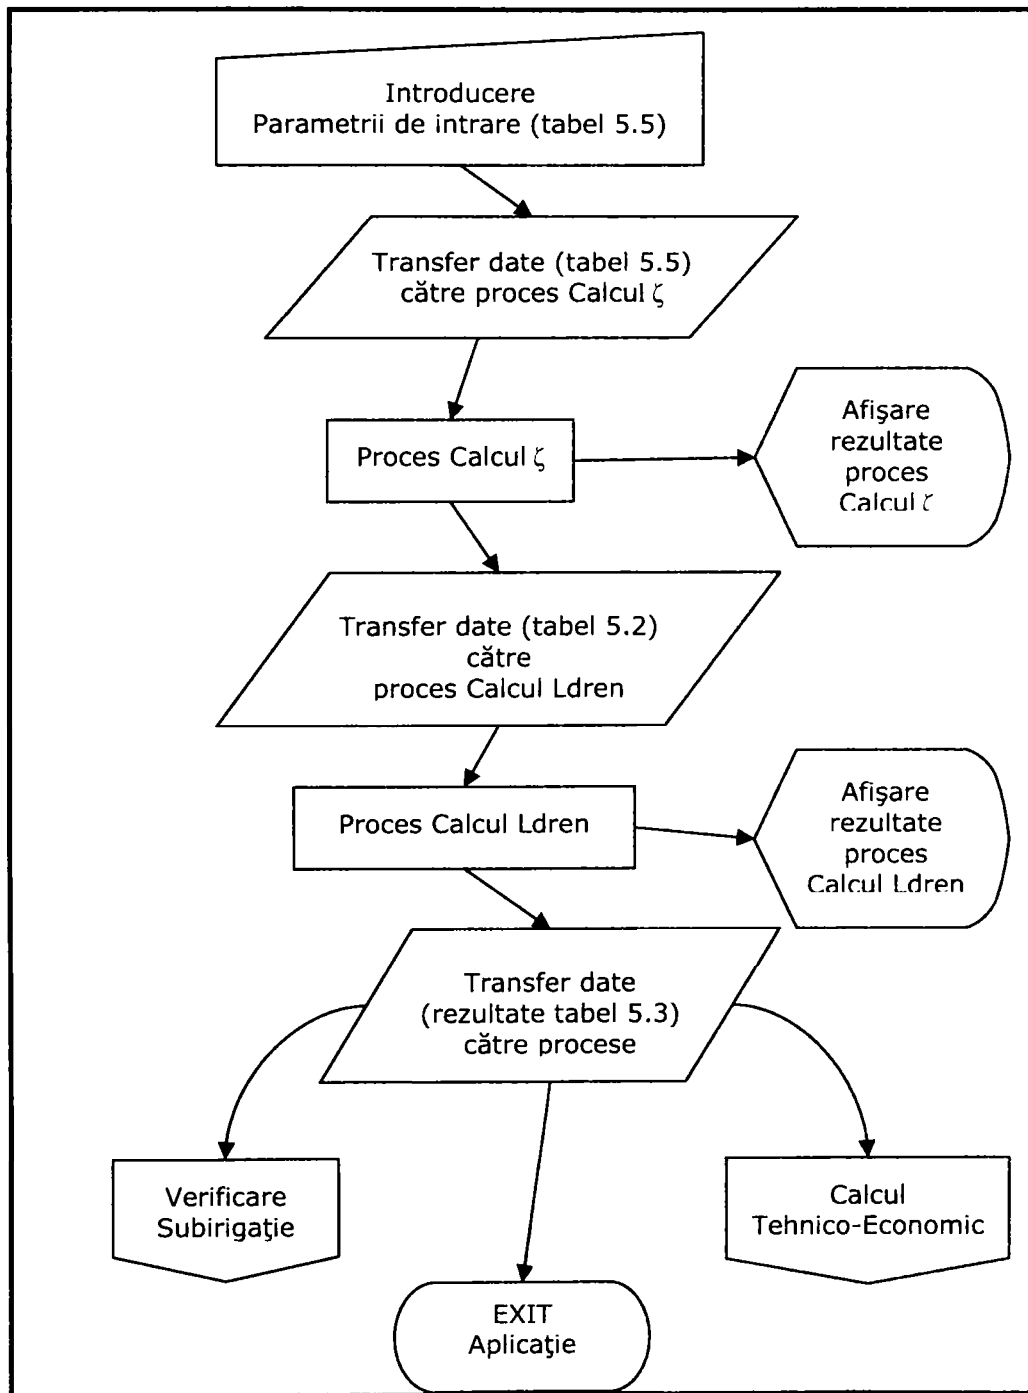 Introducere
Parametrii de intrare (tabel 5.5)
Transfer date (tabel 5.5)
către proces Calcul ζ
Proces Calcul ζ
Afişare
rezultate
proces
Calcul ζ
Transfer date (tabel 5.2)
către
proces Calcul Ldren
Proces Calcul Ldren
Afişare
rezultate
proces
Calcul Ldren
Transfer date
(rezultate tabel 5.3)
către procese
Verificare
Subirigaţie
Calcul
Tehnico-Economic
EXIT
Aplicaţie